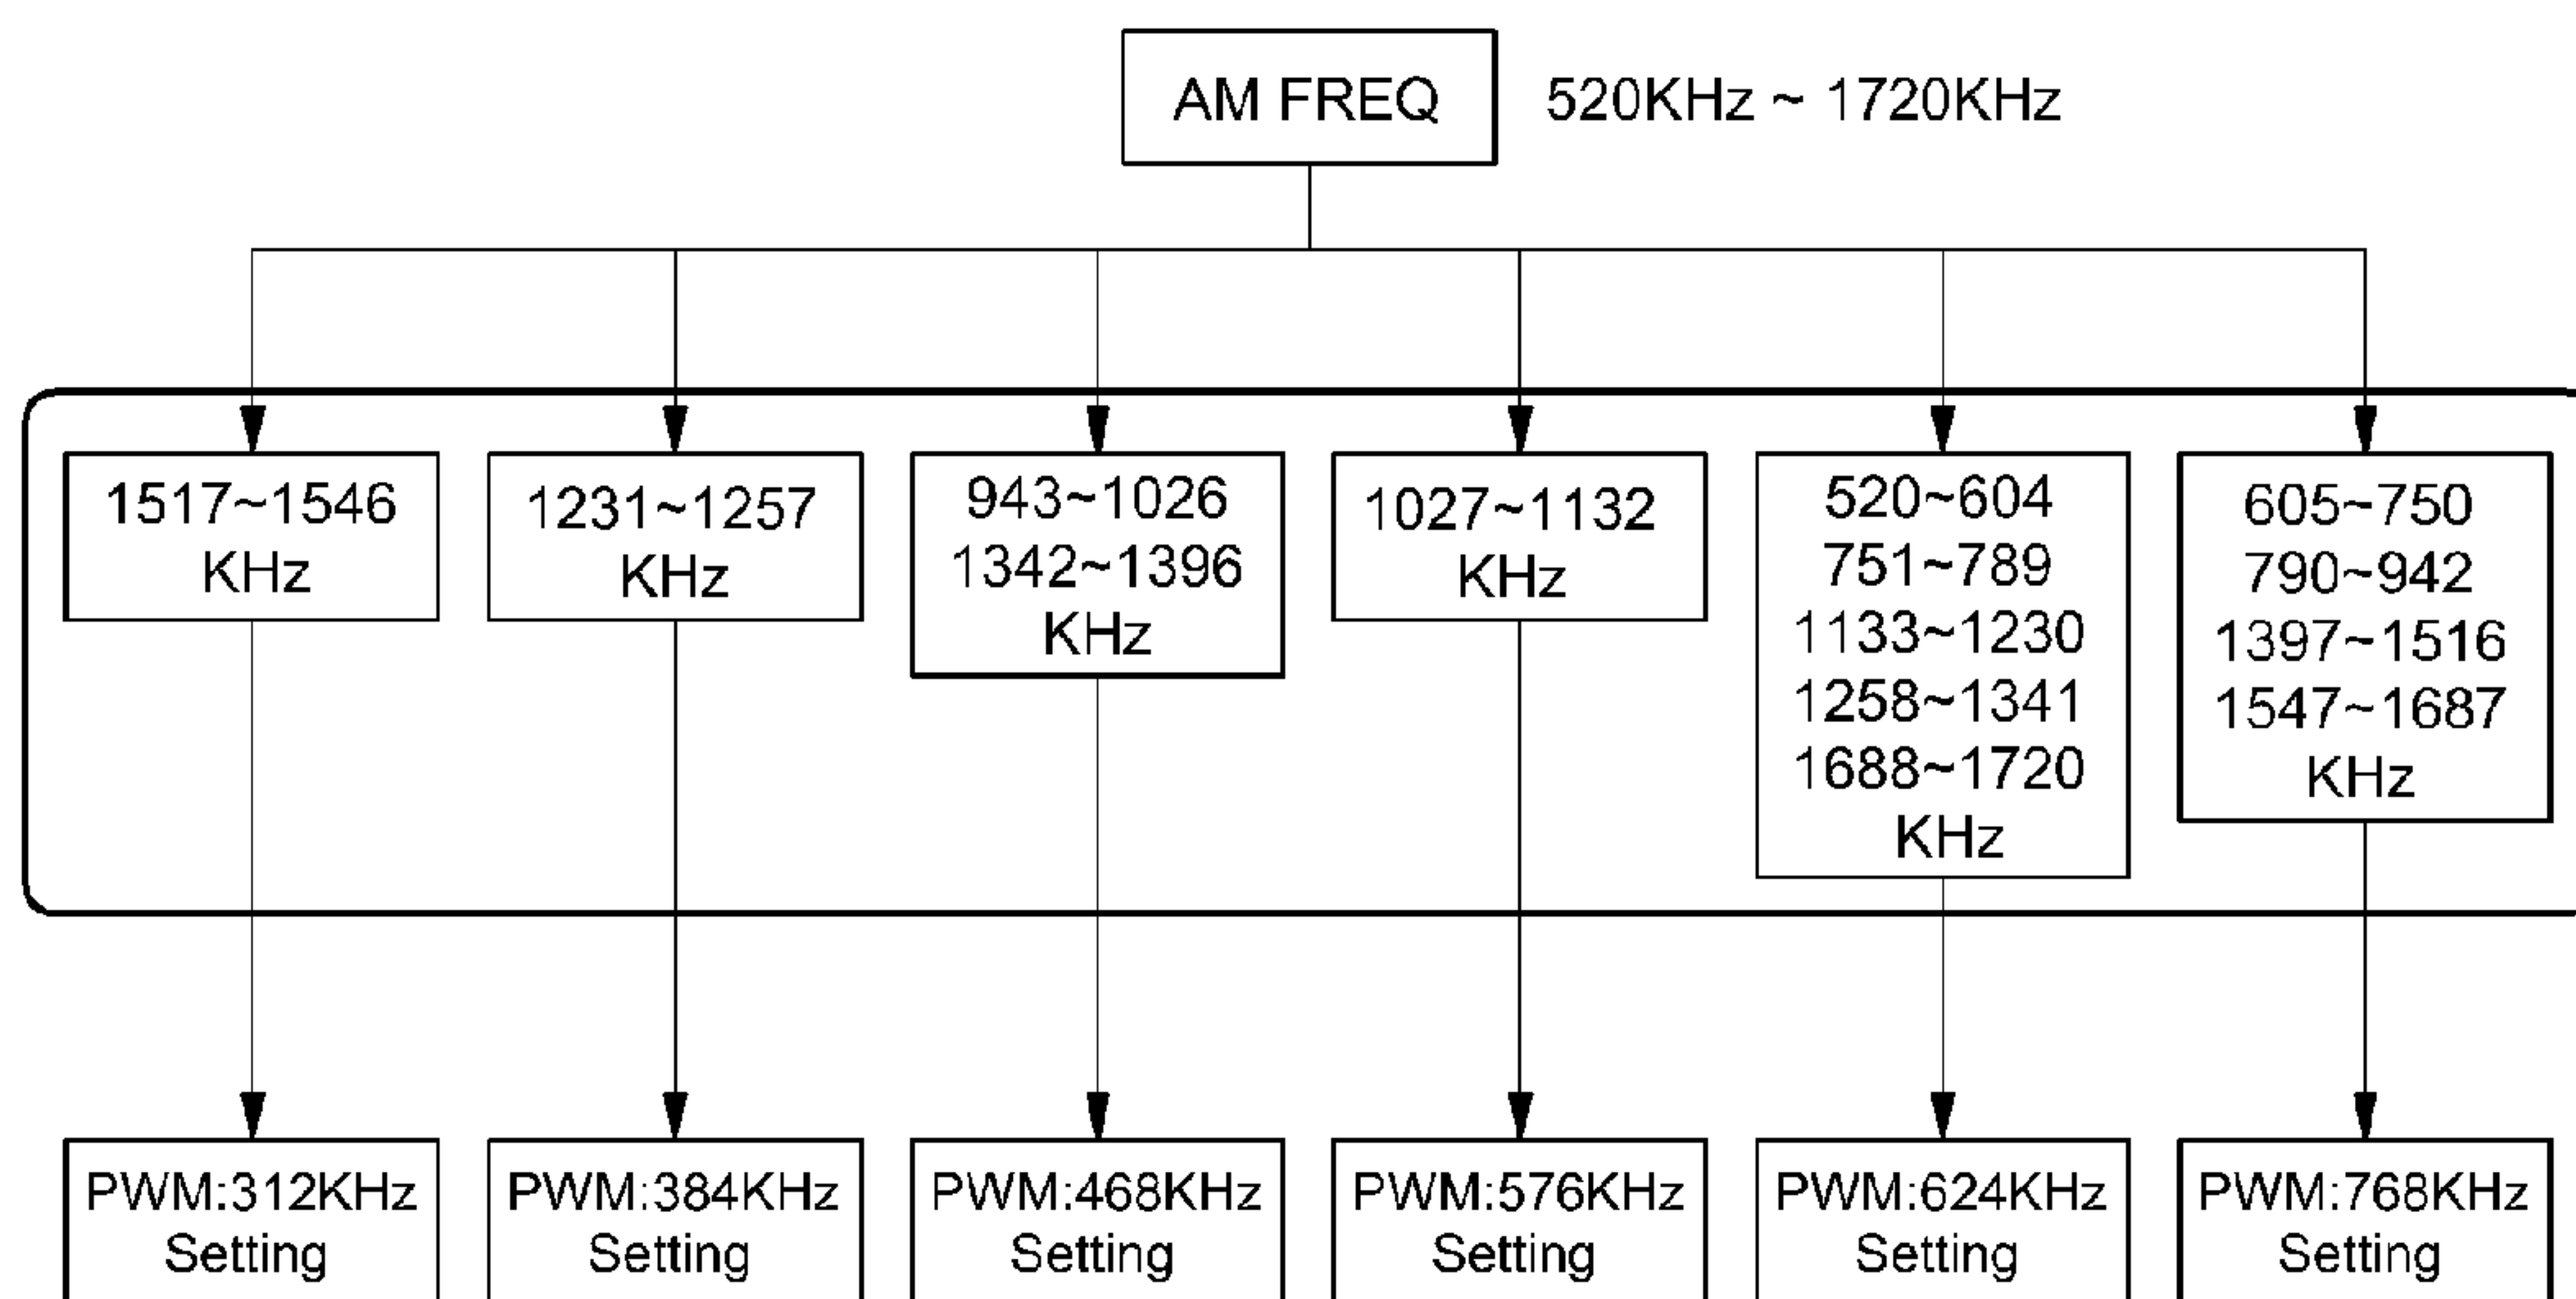 AM FREQ
520KHz ~ 1720KHz
1517~1546
KHz
1231~1257
KHz
943~1026
1342~1396
KHz
1027~1132
KHz
520~604
751~789
1133~1230
1258~1341
1688~1720
KHz
605~750
790~942
1397~1516
1547~1687
KHz
PWM:312KHz
Setting
PWM:384KHz
Setting
PWM:468KHz
Setting
PWM:576KHz
Setting
PWM:624KHz
Setting
PWM:768KHz
Setting